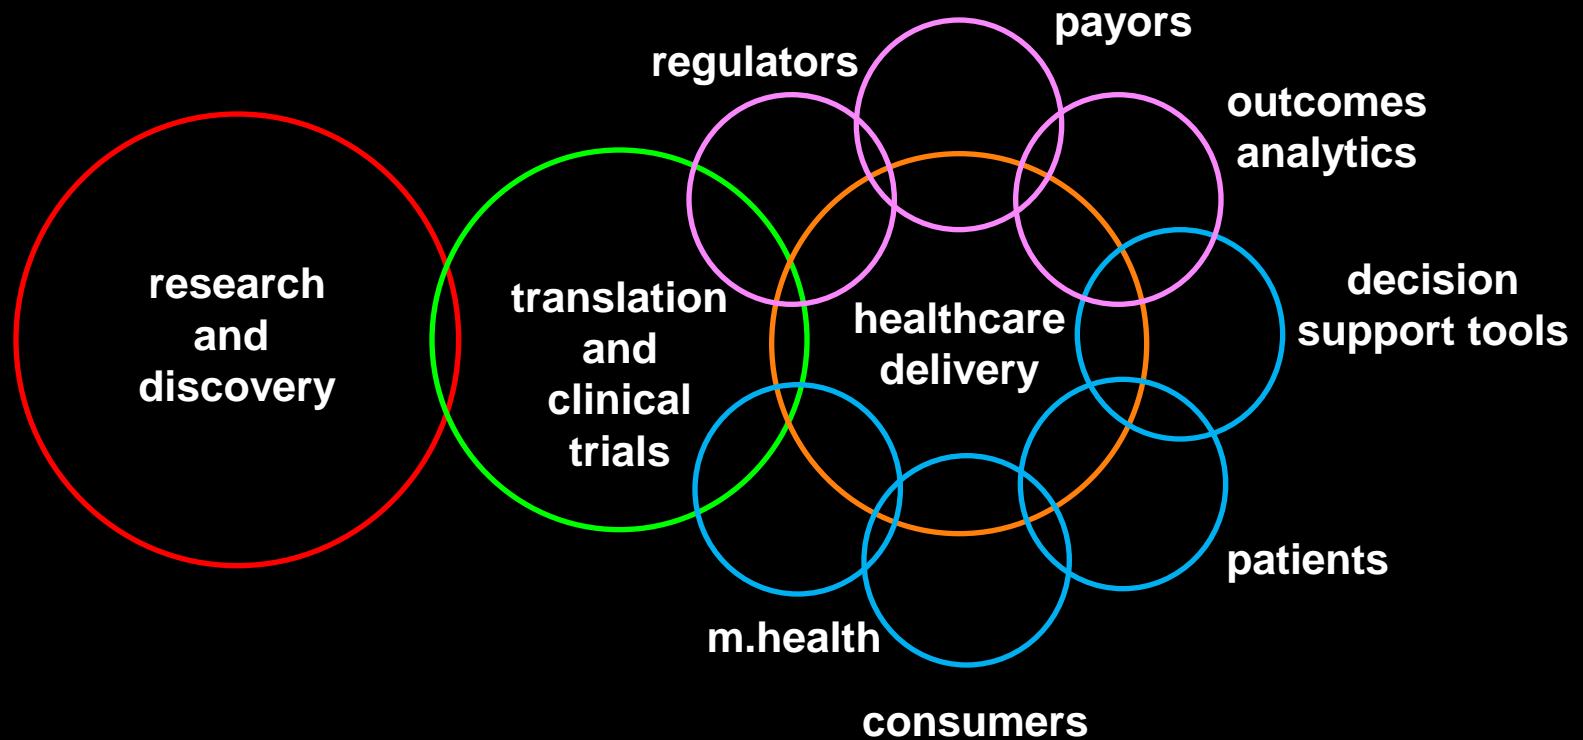 payors
regulators
outcomes
analytics
research
and
discovery
translation
and
clinical
trials
healthcare
delivery
decision
support tools
patients
m.health
consumers